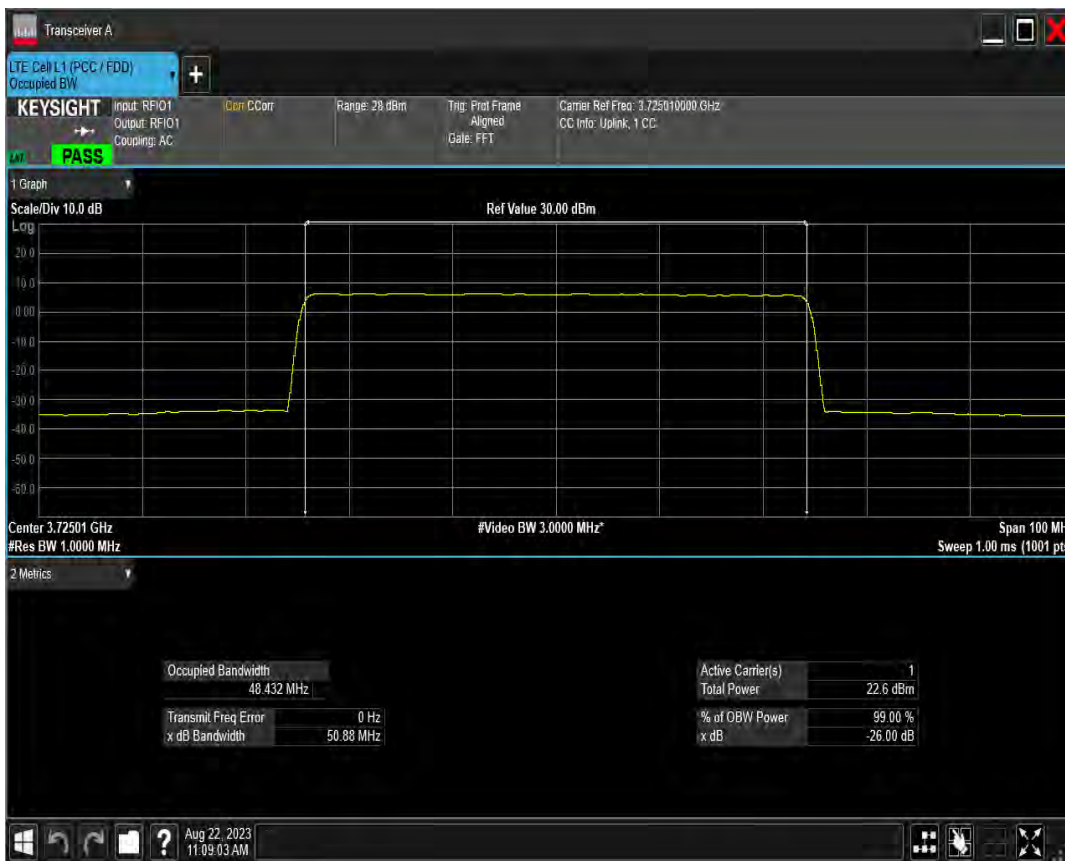 Transceiver A
LTE Cell L1 (PCC / FDD)
Occupied BW
KEYSIGHT
PASS
Input: RFIO1
Output: RFIO1
Coupling: AC
Corr CCorr
Range: 28 dBm
Trig: Prot Frame
Aligned
Gate: FFT
Carrier Ref Freq: 3.725010000 GHz
CC Info: Uplink, 1 CC
1 Graph
Scale/Div 10.0 dB
Ref Value 30.00 dBm
Log
20.0
10.0
0.00
-10.0
-20.0
-30.0
-40.0
-50.0
-60.0
Center 3.72501 GHz
#Video BW 3.0000 MHz*
Span 100 MH
#Res BW 1.0000 MHz
Sweep 1.00 ms (1001 pts
2 Metrics
Occupied Bandwidth
48.432 MHz
Transmit Freq Error 0 Hz
x dB Bandwidth 50.88 MHz
Active Carrier(s) 1
Total Power 22.6 dBm
% of OBW Power 99.00 %
x dB -26.00 dB
Aug 22, 2023
11:09:03 AM